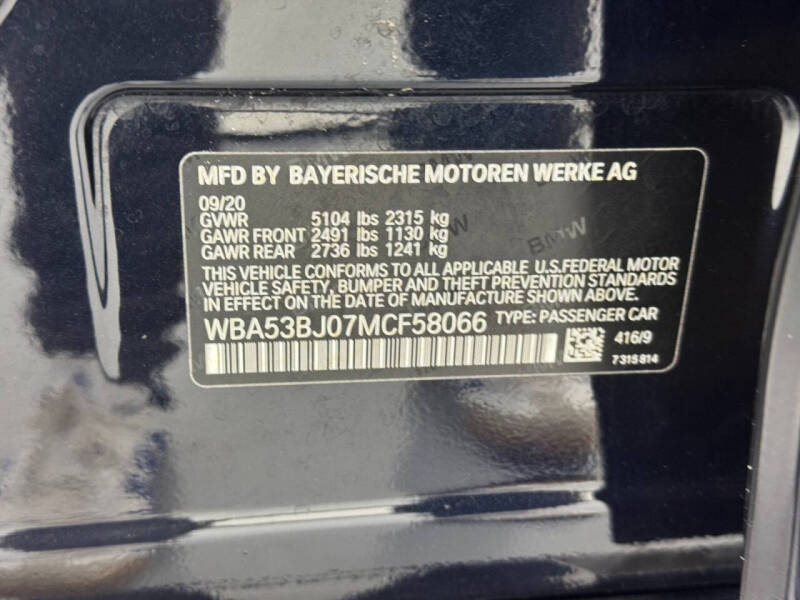 MFD BY BAYERISCHE MOTOREN WERKE AG
09/20
GVWR 5104 lbs 2315 kg
GAWR FRONT 2491 lbs 1130 kg
GAWR REAR 2736 lbs 1241 kg
THIS VEHICLE CONFORMS TO ALL APPLICABLE U.S.FEDERAL MOTOR
VEHICLE SAFETY, BUMPER AND THEFT PREVENTION STANDARDS
IN EFFECT ON THE DATE OF MANUFACTURE SHOWN ABOVE.
WBA53BJ07MCF58066 TYPE: PASSENGER CAR
416/9
7315814
BMW